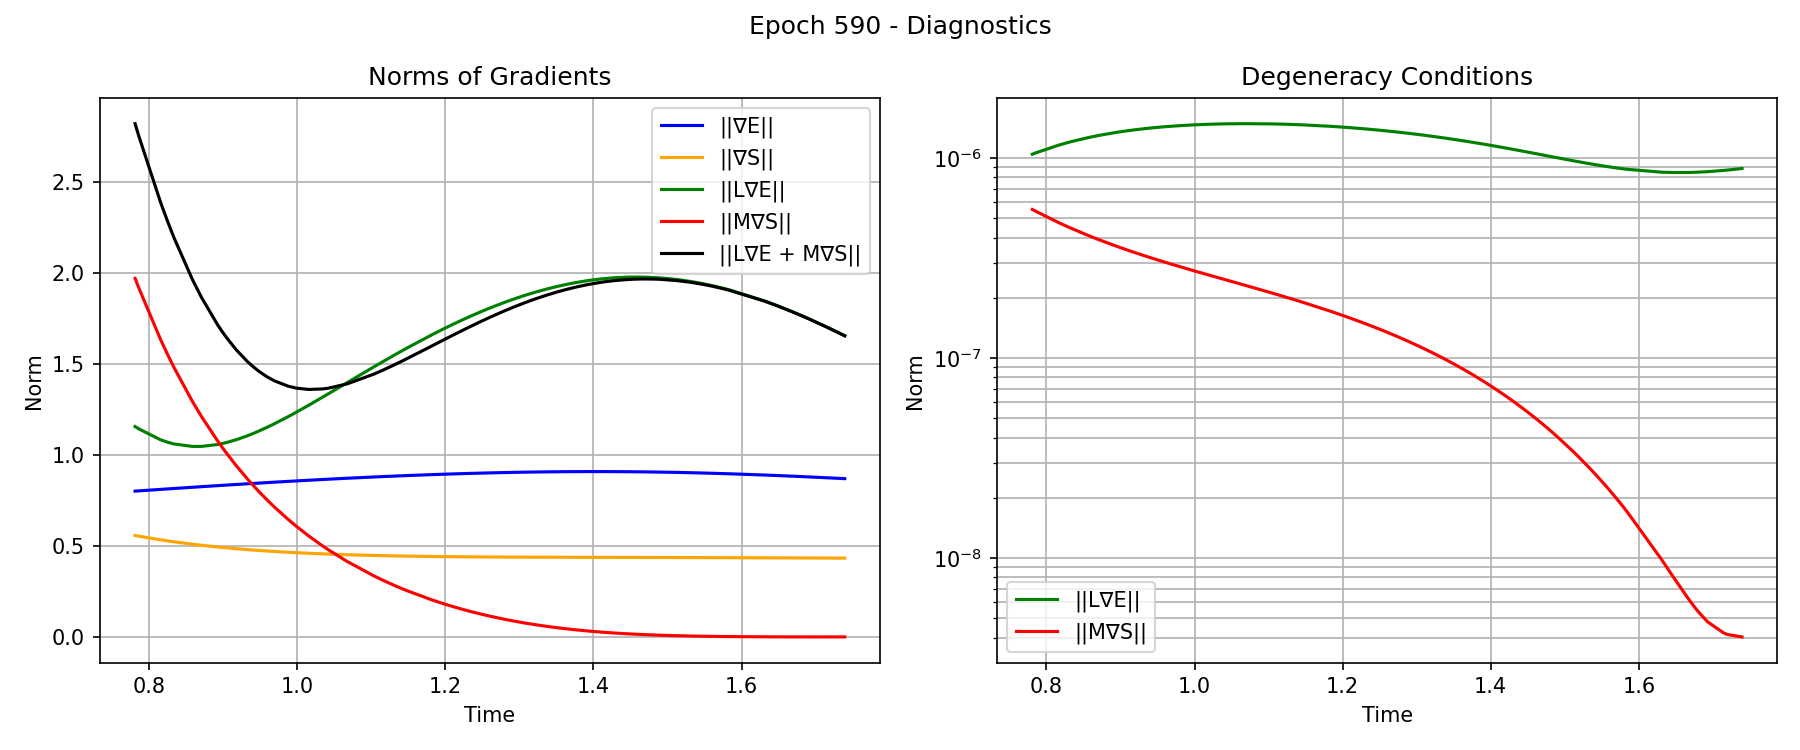 Epoch 590 - Diagnostics
Norms of Gradients
||∇E||
||∇S||
||L∇E||
||M∇S||
||L∇E + M∇S||
2.5
2.0
1.5
1.0
0.5
0.0
Norm
0.8 1.0 1.2 1.4 1.6
Time
Degeneracy Conditions
10⁻⁶
10⁻⁷
10⁻⁸
Norm
||L∇E||
||M∇S||
0.8 1.0 1.2 1.4 1.6
Time